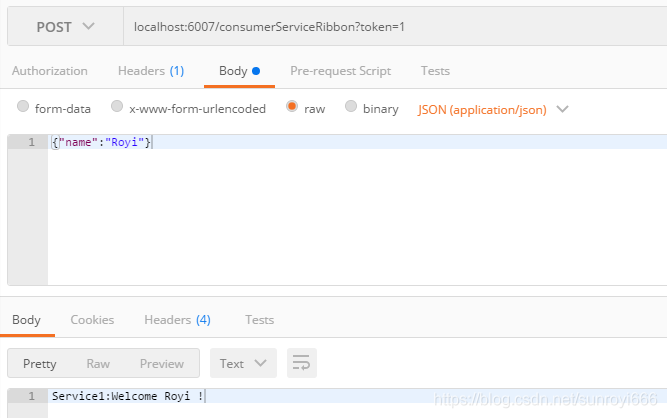 POST localhost:6007/consumerServiceRibbon?token=1
Authorization Headers (1) Body Pre-request Script Tests
form-data x-www-form-urlencoded raw binary JSON (application/json)
1 {"name":"Royi"}
Body Cookies Headers (4) Tests
Pretty Raw Preview Text
1 Service1:Welcome Royi !
https://blog.csdn.net/sunroyi666